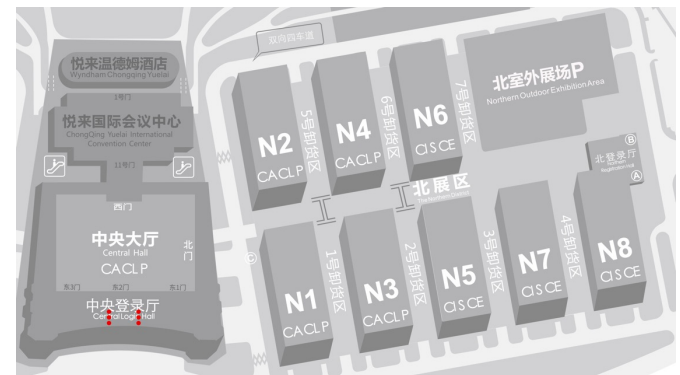 双向四车道
悦来温德姆酒店
Wyndham Chongqing Yuelai
1号门
悦来国际会议中心
ChongQing Yuelai International
Convention Center
11号门
西门
中央大厅
Central Hall
CACLP
北门
东3门
东2门
东1门
中央登录厅
Central Login Hall
N2
CACLP
5号卸货区
N4
CACLP
6号卸货区
N6
CISCE
7号卸货区
北室外展场P
Northern Outdoor Exhibition Area
北登录厅
Northern
Registration Hall
B
A
北展区
The Northern District
C
N1
CACLP
1号卸货区
N3
CACLP
2号卸货区
N5
CISCE
3号卸货区
N7
CISCE
4号卸货区
N8
CISCE